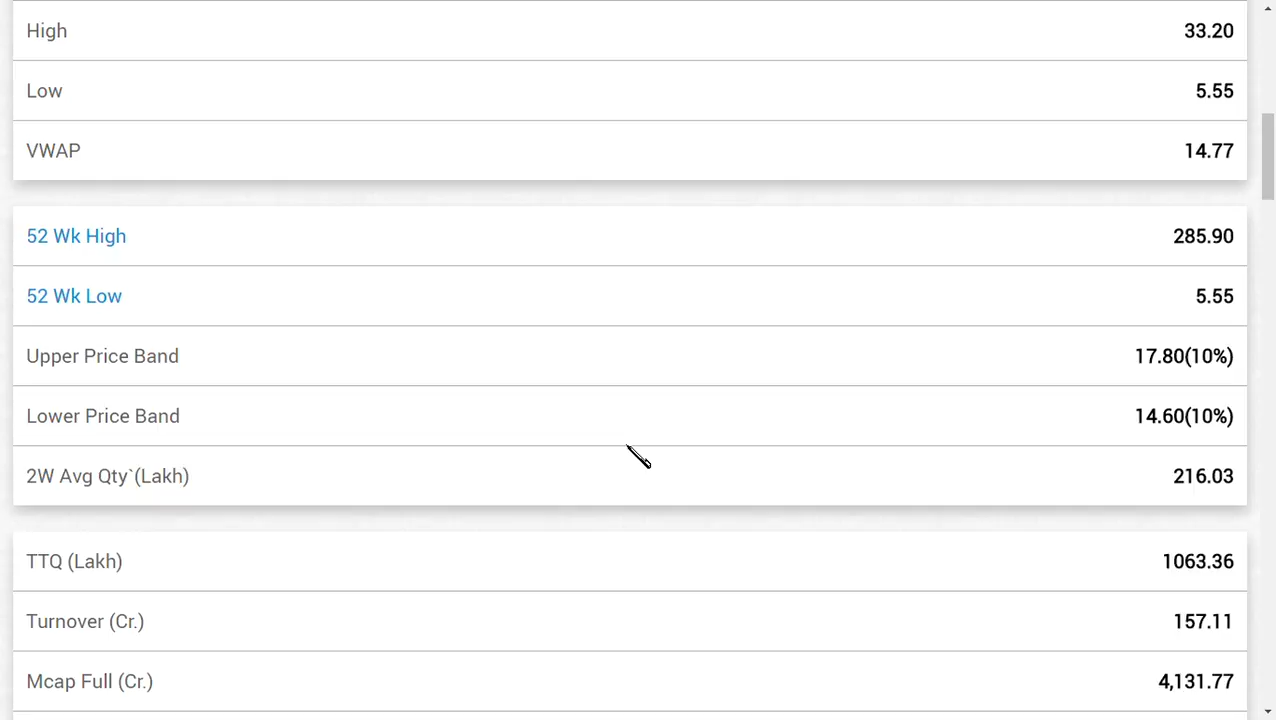 High 33.20
Low 5.55
VWAP 14.77
52 Wk High 285.90
52 Wk Low 5.55
Upper Price Band 17.80(10%)
Lower Price Band 14.60(10%)
2W Avg Qty`(Lakh) 216.03
TTQ (Lakh) 1063.36
Turnover (Cr.) 157.11
Mcap Full (Cr.) 4,131.77